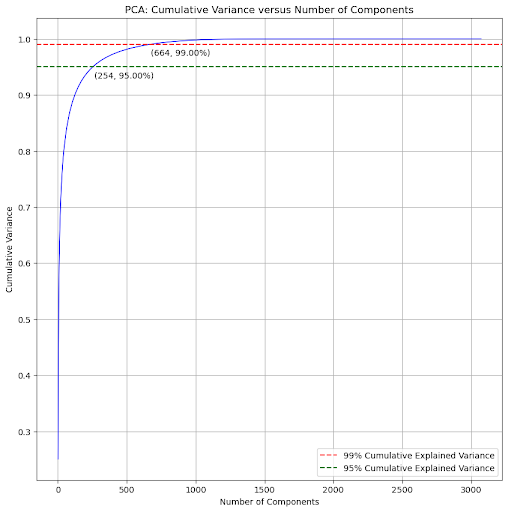 PCA: Cumulative Variance versus Number of Components
1.0
(664, 99.00%)
(254, 95.00%)
0.9
0.8
0.7
0.6
0.5
0.4
0.3
Cumulative Variance
99% Cumulative Explained Variance
95% Cumulative Explained Variance
0 500 1000 1500 2000 2500 3000
Number of Components